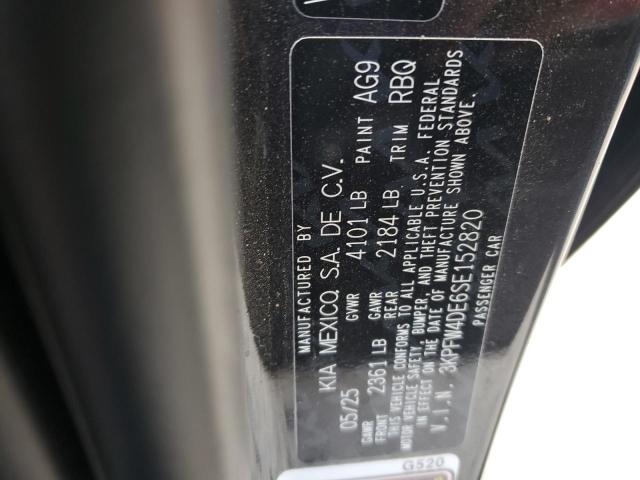 MANUFACTURED BY
KIA MEXICO, S.A. DE C.V.
05/25 GVWR 4101 LB PAINT AG9
GAWR FRONT 2361 LB GAWR REAR 2184 LB TRIM RBQ
THIS VEHICLE CONFORMS TO ALL APPLICABLE U.S.A. FEDERAL
MOTOR VEHICLE SAFETY, BUMPER, AND THEFT PREVENTION STANDARDS
IN EFFECT ON THE DATE OF MANUFACTURE SHOWN ABOVE.
V.I.N. 3KPFW4DE6SE152820
PASSENGER CAR
G520